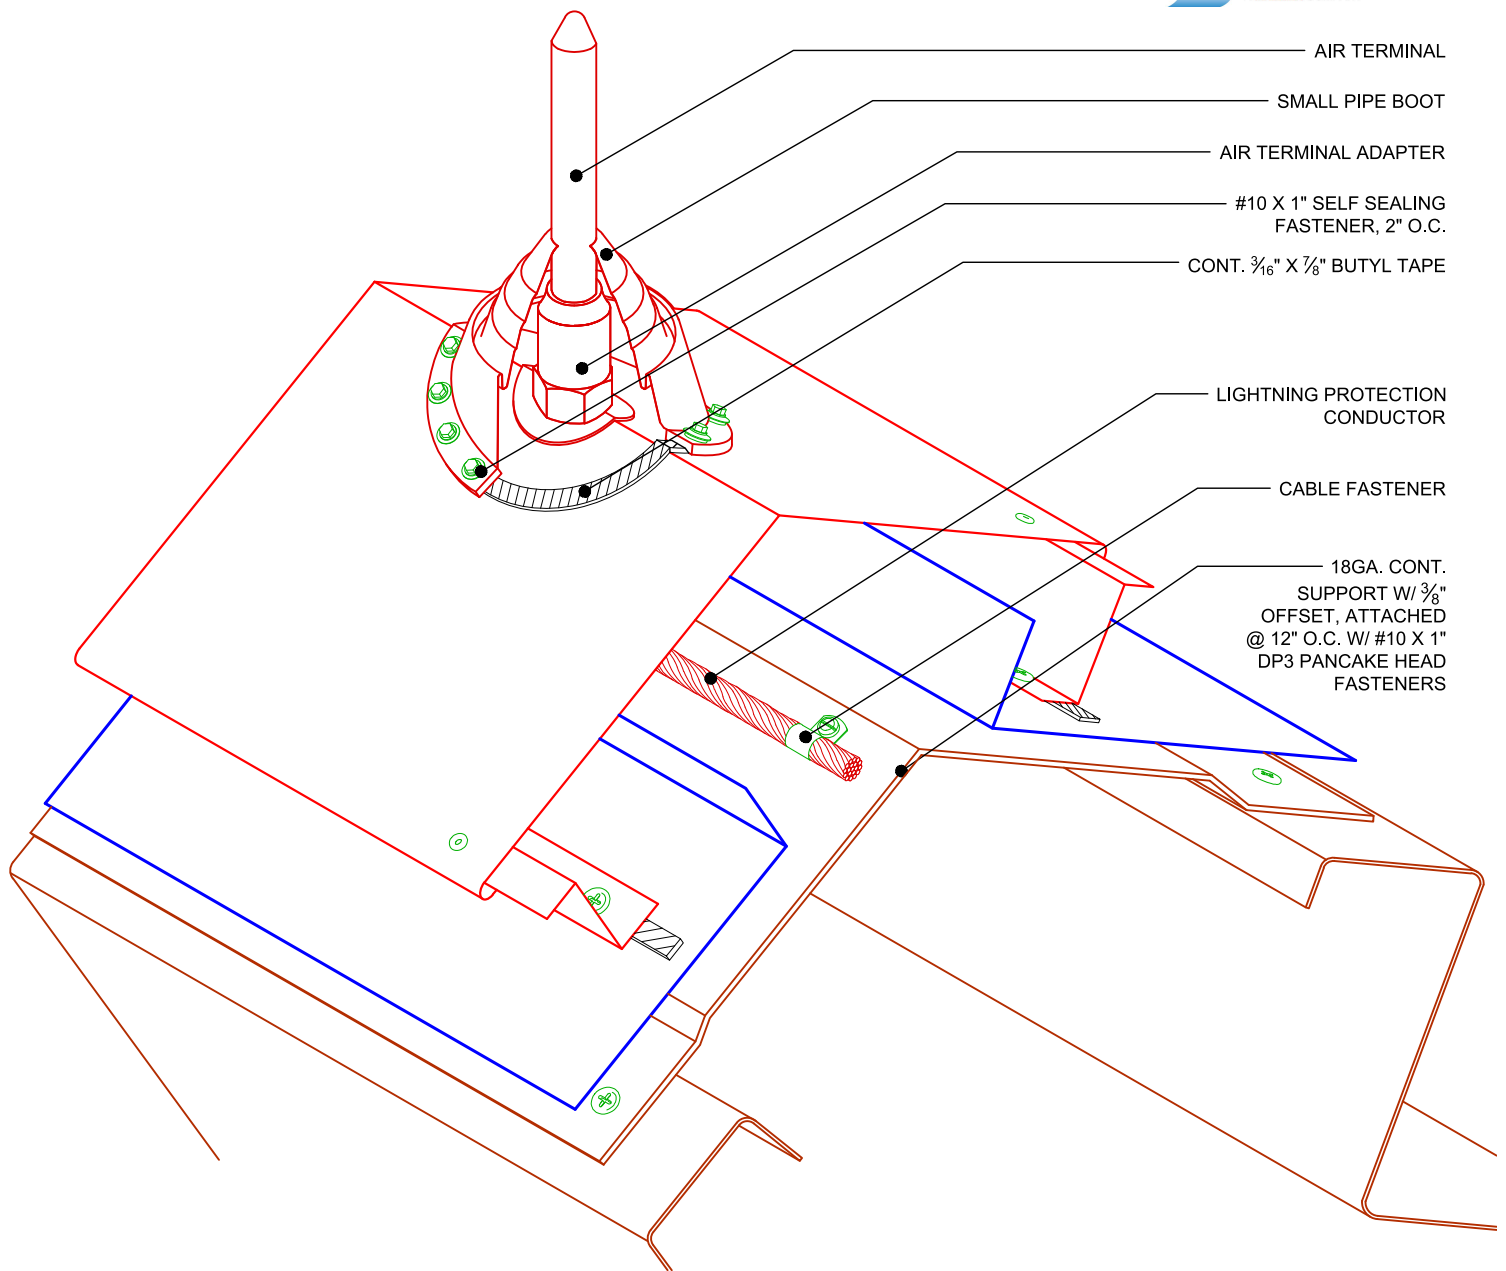 AIR TERMINAL
SMALL PIPE BOOT
AIR TERMINAL ADAPTER
#10 X 1" SELF SEALING
FASTENER, 2" O.C.
CONT. 3/16" X 7/8" BUTYL TAPE
LIGHTNING PROTECTION
CONDUCTOR
CABLE FASTENER
18GA. CONT.
SUPPORT W/ 3/8"
OFFSET, ATTACHED
@ 12" O.C. W/ #10 X 1"
DP3 PANCAKE HEAD
FASTENERS